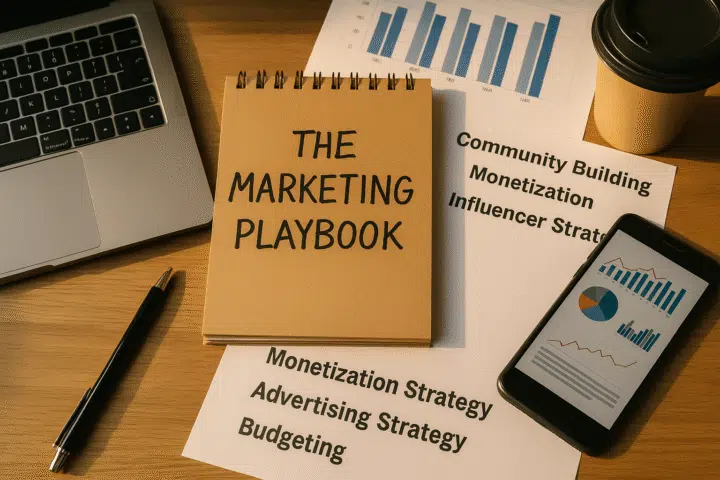 THE
MARKETING
PLAYBOOK
Community Building
Monetization
Influencer
Monetization Strategy
Advertising Strategy
Budgeting